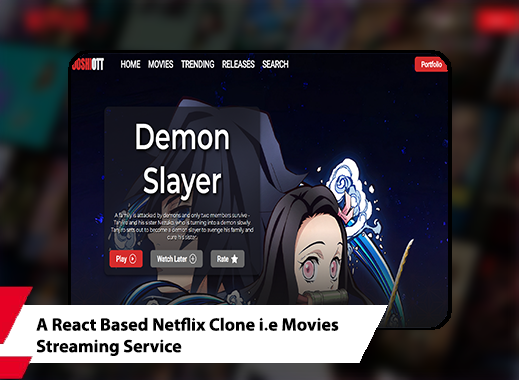 JOSHIOTT HOME MOVIES TRENDING RELEASES SEARCH Portfolio
Demon
Slayer
A family is attacked by demons and only two members survive -
Tanjiro and his sister Nezuko, who is turning into a demon slowly.
Tanjiro sets out to become a demon slayer to avenge his family and
cure his sister.
Play Watch Later Rate
A React Based Netflix Clone i.e Movies
Streaming Service